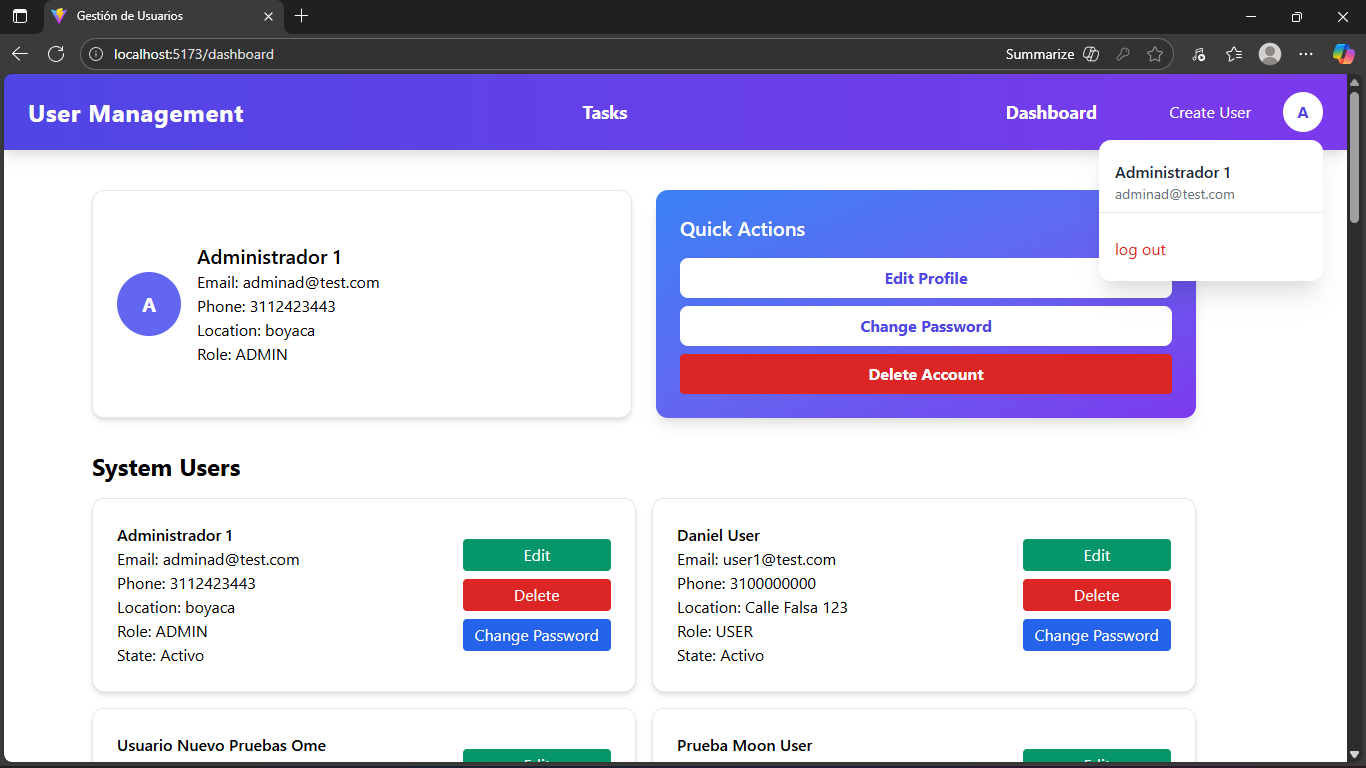 Gestión de Usuarios
localhost:5173/dashboard
Summarize
User Management
Tasks
Dashboard
Create User
A
Administrador 1
adminad@test.com
log out
A
Administrador 1
Email: adminad@test.com
Phone: 3112423443
Location: boyaca
Role: ADMIN
Quick Actions
Edit Profile
Change Password
Delete Account
System Users
Administrador 1
Email: adminad@test.com
Phone: 3112423443
Location: boyaca
Role: ADMIN
State: Activo
Edit
Delete
Change Password
Daniel User
Email: user1@test.com
Phone: 3100000000
Location: Calle Falsa 123
Role: USER
State: Activo
Edit
Delete
Change Password
Usuario Nuevo Pruebas Ome
Edit
Prueba Moon User
Edit